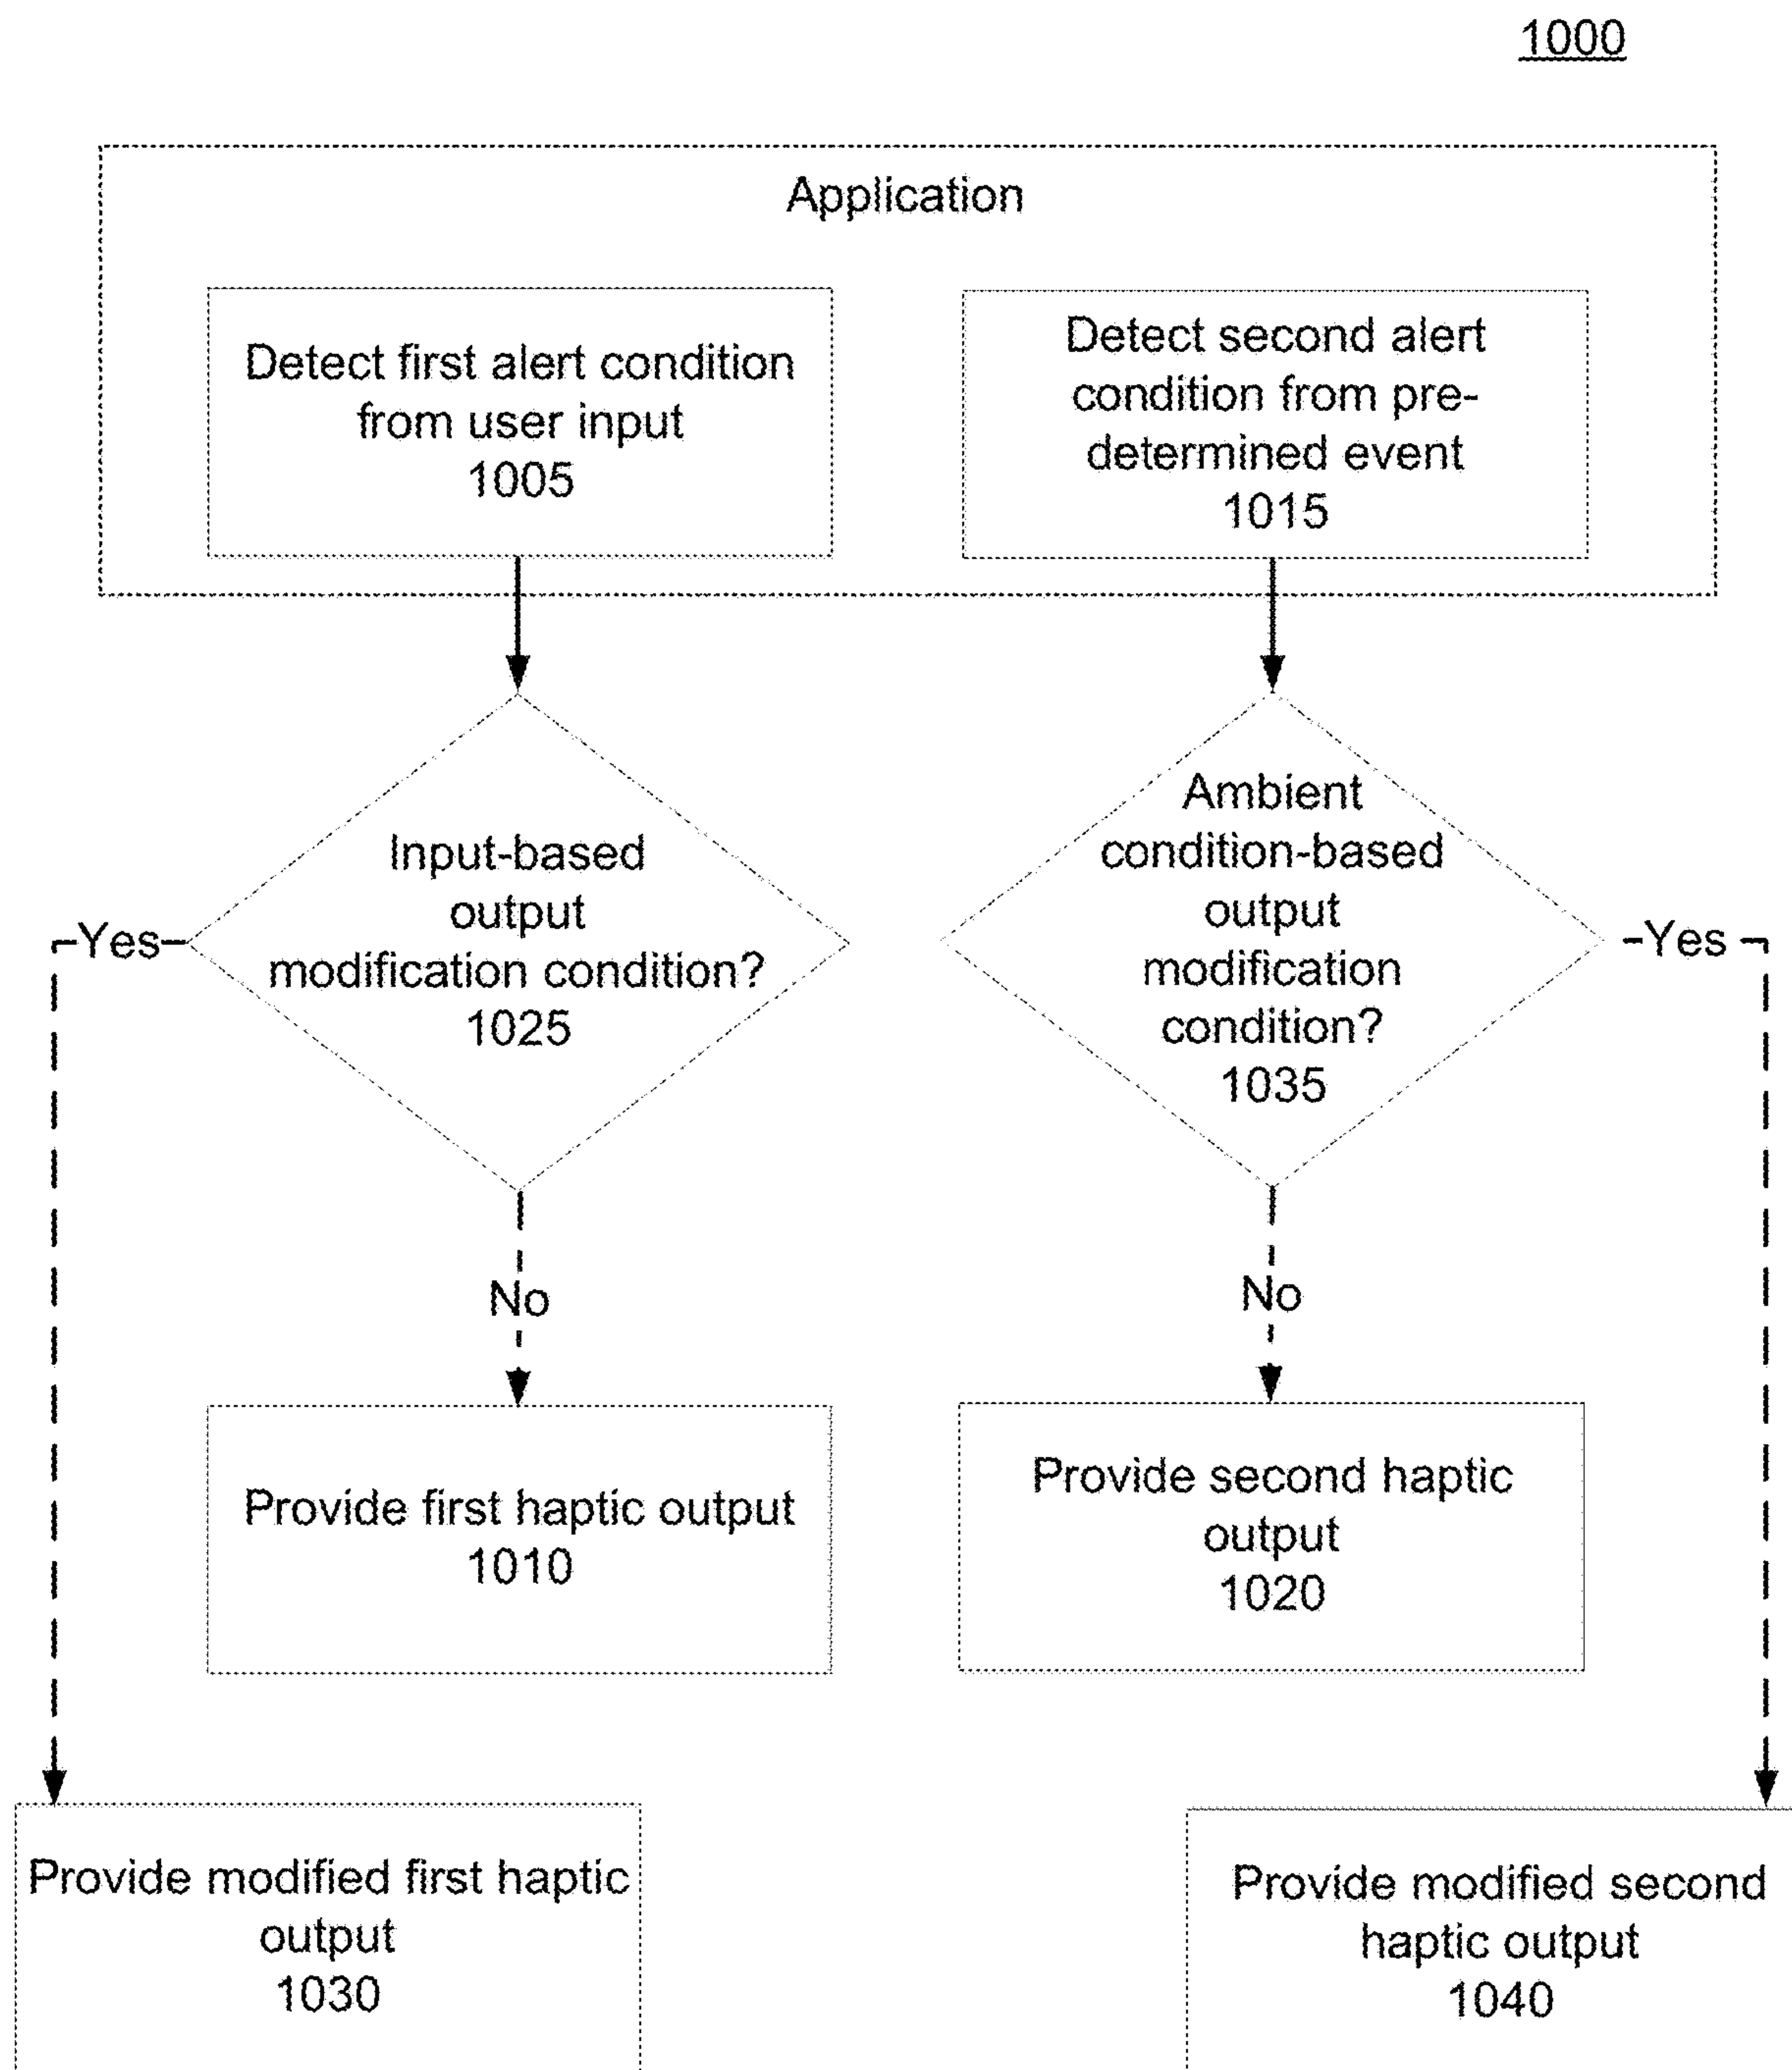 1000
Application
Detect first alert condition
from user input
1005
Detect second alert
condition from pre-
determined event
1015
Input-based
output
modification condition?
1025
Ambient
condition-based
output
modification
condition?
1035
Yes
Yes
No
No
Provide first haptic output
1010
Provide second haptic
output
1020
Provide modified first haptic
output
1030
Provide modified second
haptic output
1040